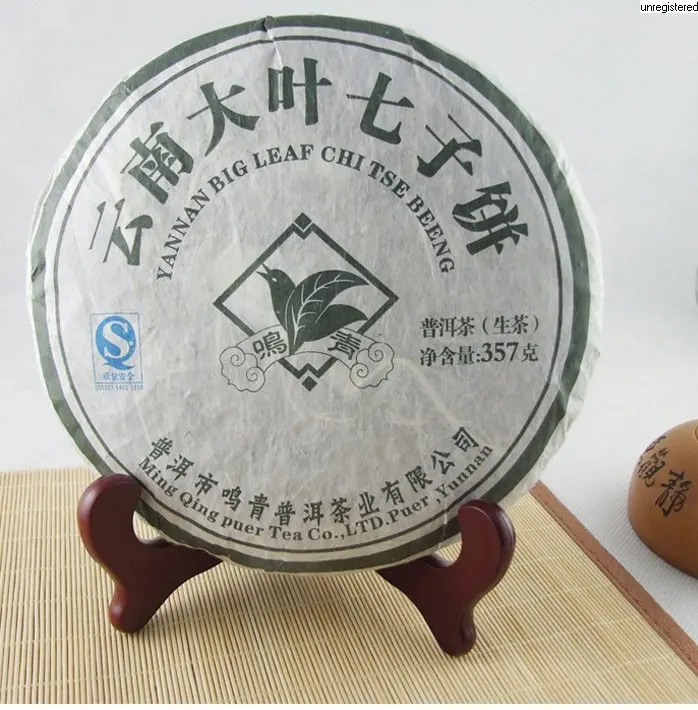 unregistered
云南大叶七子饼
YANNAN BIG LEAF CHI TSE BEENG
鳴青
普洱茶（生茶）
净含量:357克
QS
质量安全
普洱市鸣青普洱茶业有限公司
Ming Qing puer Tea Co.,LTD.Puer Yunnan
静